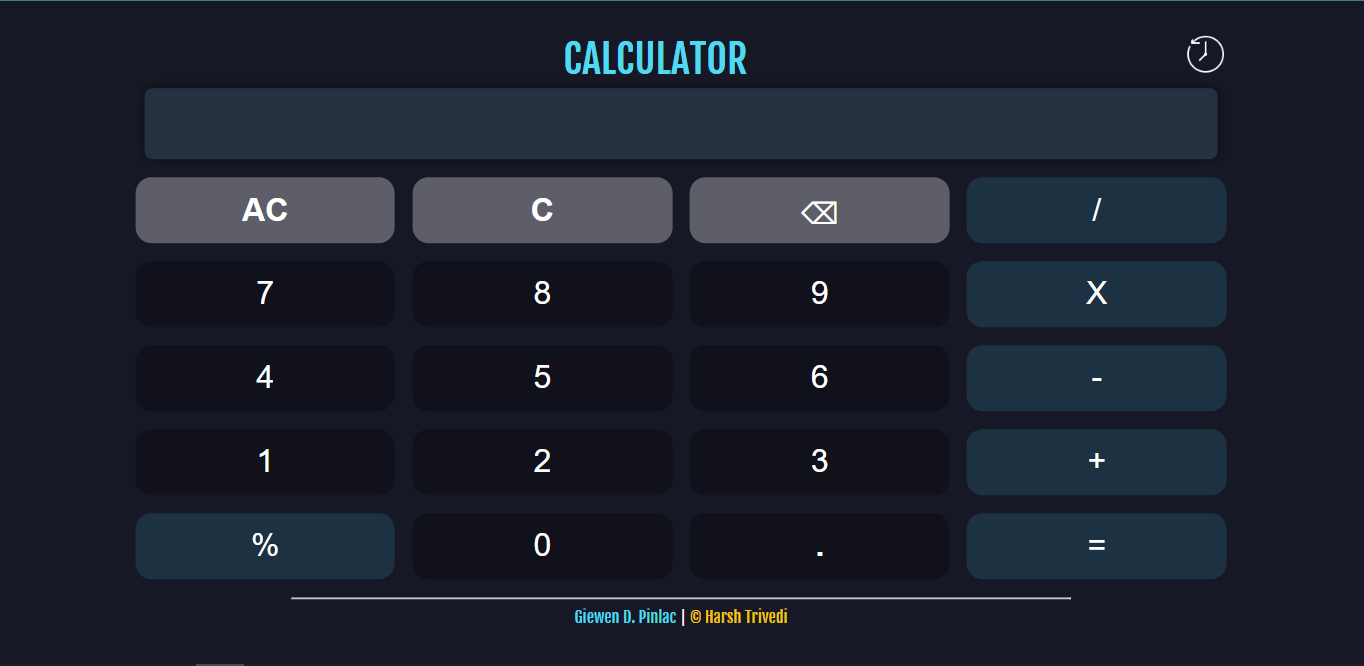 CALCULATOR
AC C ⌫ /
7 8 9 X
4 5 6 -
1 2 3 +
% 0 . =
Giewen D. Pinlac | © Harsh Trivedi